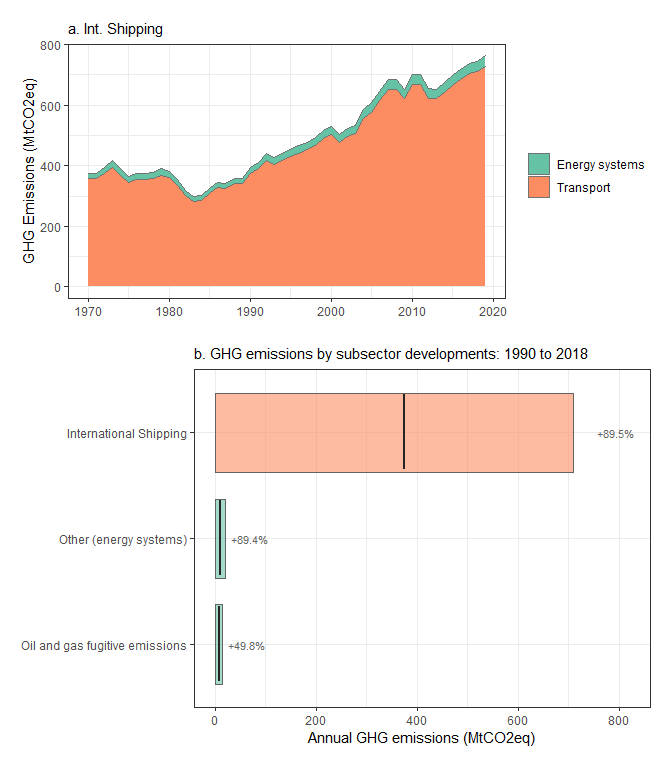 a. Int. Shipping
800
600
400
200
0
GHG Emissions (MtCO2eq)
1970
1980
1990
2000
2010
2020
Energy systems
Transport
b. GHG emissions by subsector developments: 1990 to 2018
International Shipping
+89.5%
Other (energy systems)
+89.4%
Oil and gas fugitive emissions
+49.8%
0
200
400
600
800
Annual GHG emissions (MtCO2eq)